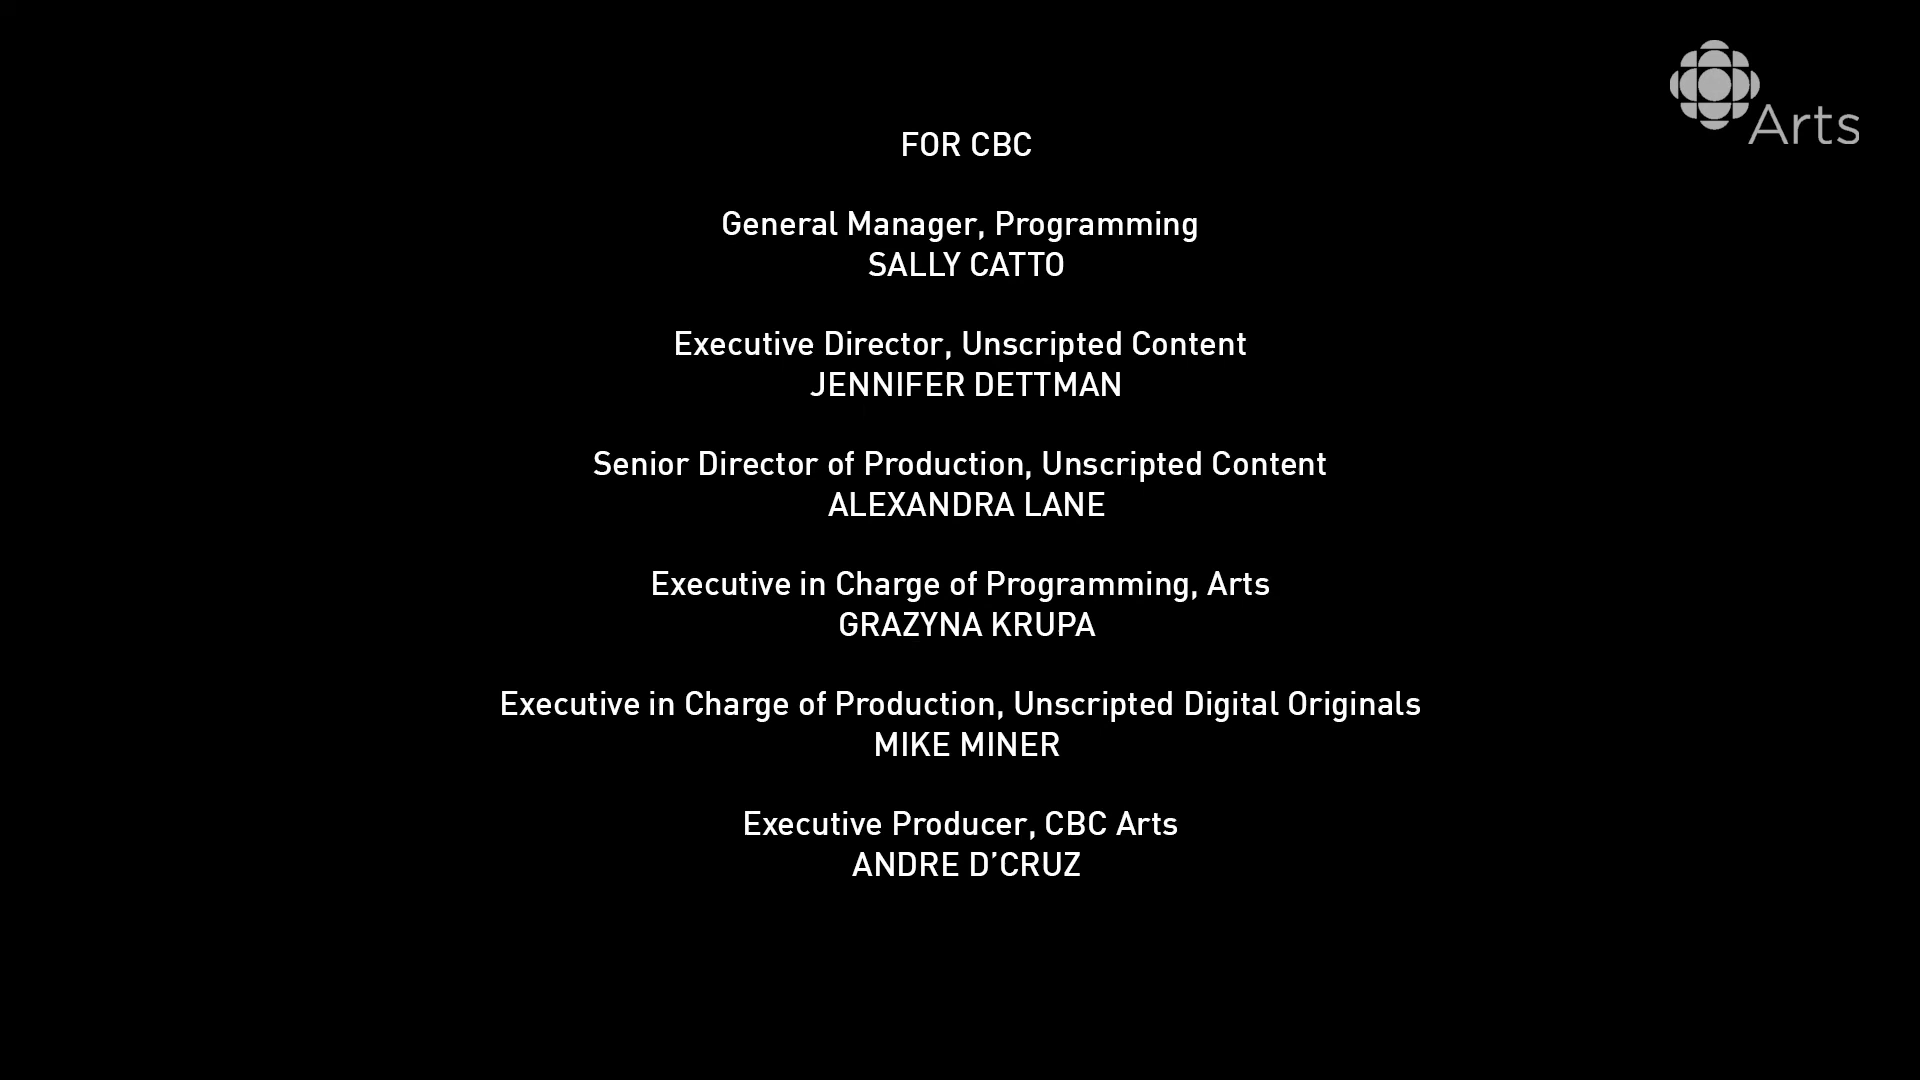 Arts
FOR CBC
General Manager, Programming
SALLY CATTO
Executive Director, Unscripted Content
JENNIFER DETTMAN
Senior Director of Production, Unscripted Content
ALEXANDRA LANE
Executive in Charge of Programming, Arts
GRAZYNA KRUPA
Executive in Charge of Production, Unscripted Digital Originals
MIKE MINER
Executive Producer, CBC Arts
ANDRE D’CRUZ